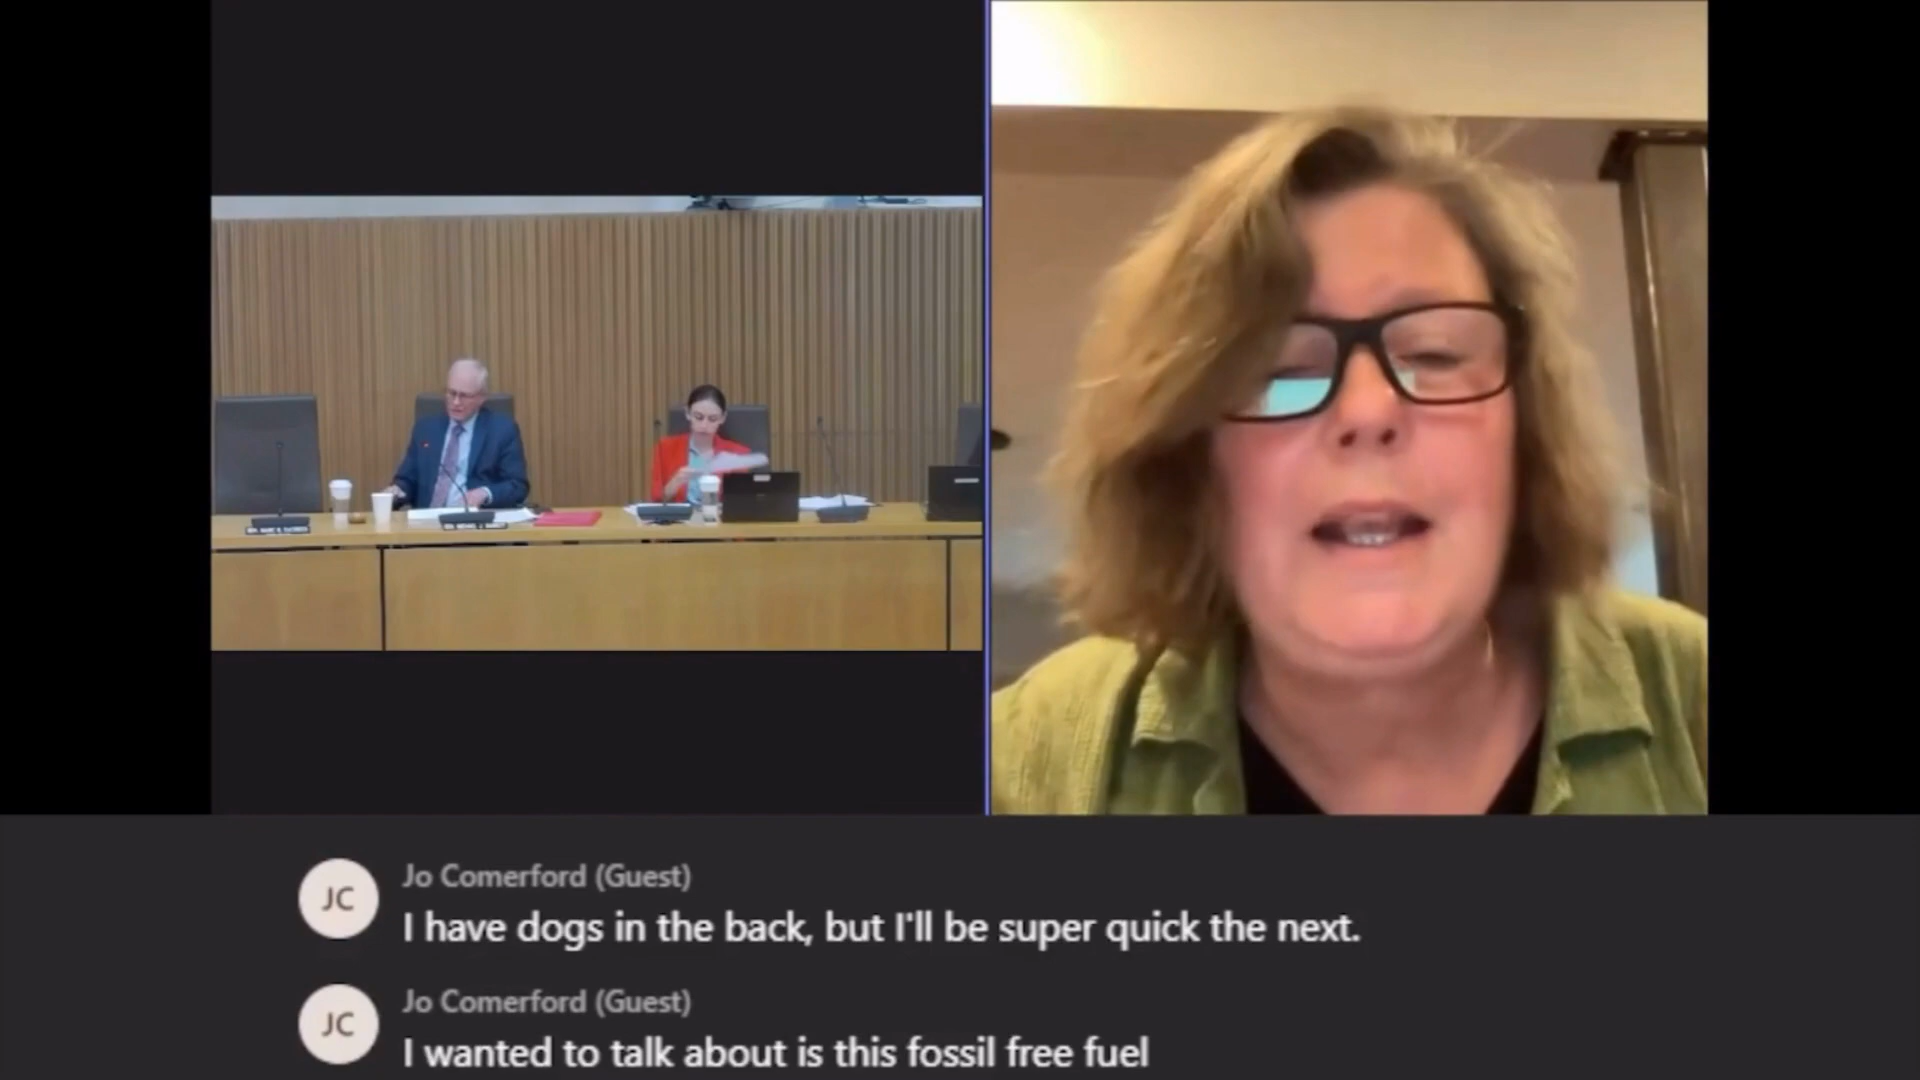 JC
Jo Comerford (Guest)
I have dogs in the back, but I'll be super quick the next.
JC
Jo Comerford (Guest)
I wanted to talk about is this fossil free fuel